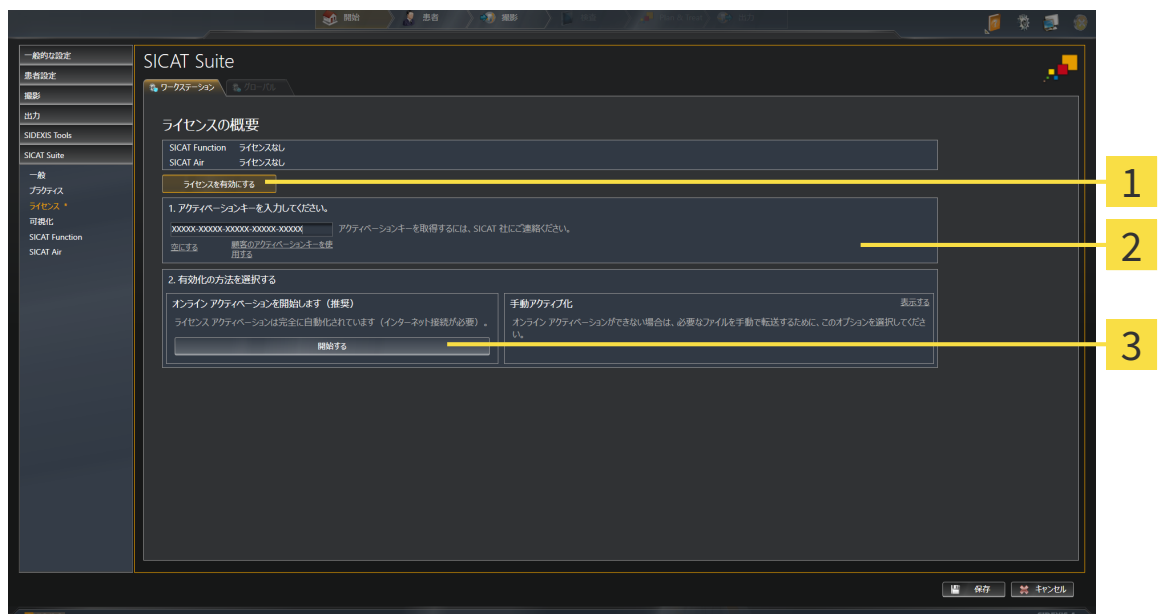 開始
患者
撮影
一般的な設定
患者設定
撮影
出力
SIDEXIS Tools
SICAT Suite
一般
プラクティス
ライセンス *
可視化
SICAT Function
SICAT Air
SICAT Suite
ワークステーション
グローバル
ライセンスの概要
SICAT Function ライセンスなし
SICAT Air ライセンスなし
ライセンスを有効にする
1. アクティベーションキーを入力してください。
XXXXX-XXXXX-XXXXX-XXXXX-XXXXX アクティベーションキーを取得するには、SICAT 社にご連絡ください。
空にする
顧客のアクティベーションキーを使
用する
2. 有効化の方法を選択する
オンライン アクティベーションを開始します（推奨）
ライセンス アクティベーションは完全に自動化されています（インターネット接続が必要）。
開始する
手動アクティブ化 表示する
オンライン アクティベーションができない場合は、必要なファイルを手動で転送するために、このオプションを選択してくださ
い。
1
2
3
保存
キャンセル